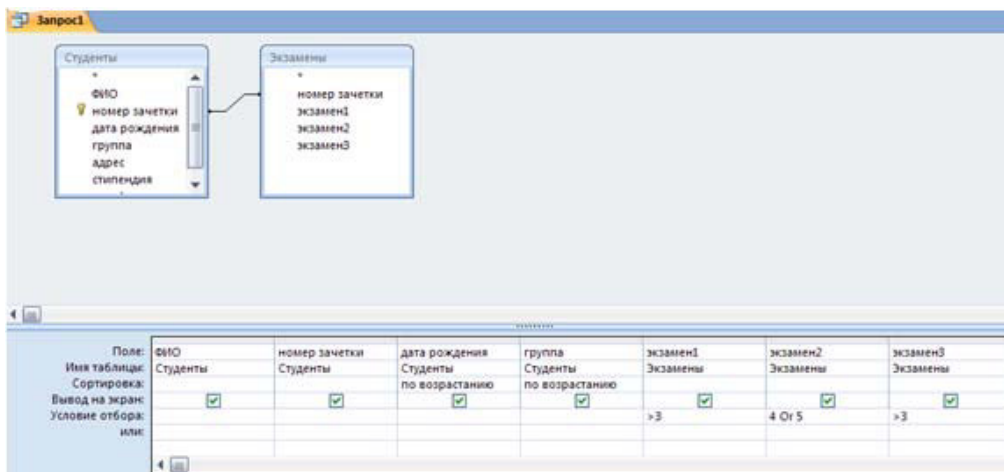 Запрос1
Студенты
*
ФИО
номер зачетки
дата рождения
группа
адрес
стипендия
Экзамены
*
номер зачетки
экзамен1
экзамен2
экзамен3
Поле: ФИО номер зачетки дата рождения группа экзамен1 экзамен2 экзамен3
Имя таблицы: Студенты Студенты Студенты Студенты Экзамены Экзамены Экзамены
Сортировка: по возрастанию по возрастанию
Вывод на экран:
Условие отбора: >3 4 Or 5 >3
или: